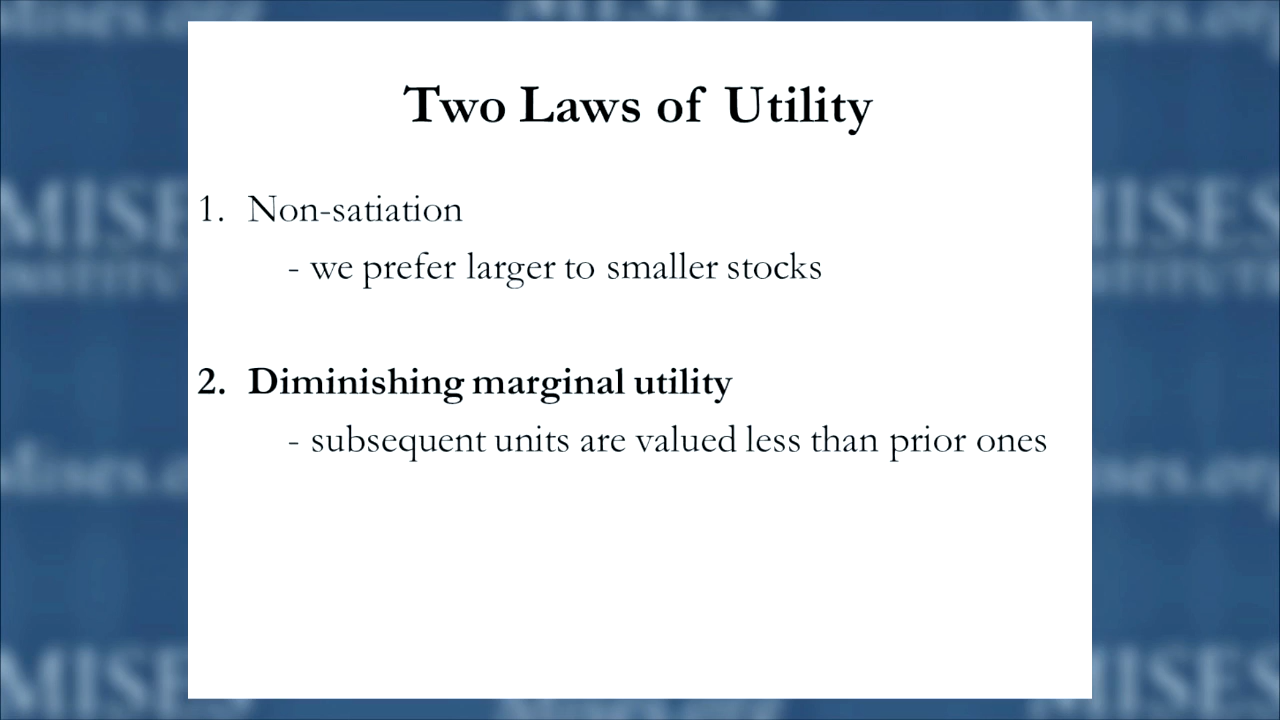 Two Laws of Utility
1. Non-satiation
- we prefer larger to smaller stocks
2. Diminishing marginal utility
- subsequent units are valued less than prior ones